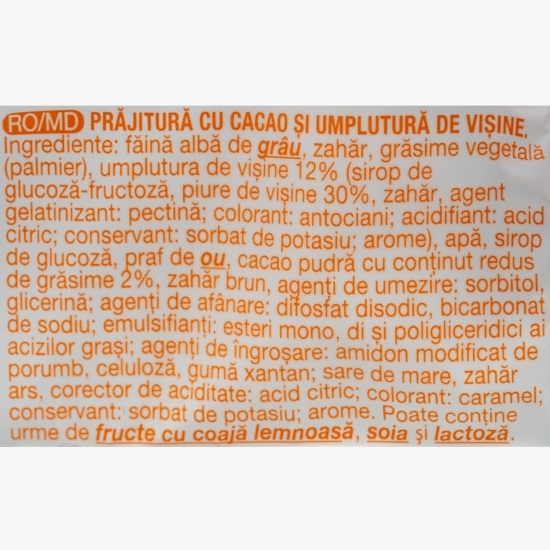 RO/MD PRĂJITURĂ CU CACAO ȘI UMPLUTURĂ DE VIȘINE.
Ingrediente: făină albă de grâu, zahăr, grăsime vegetală
(palmier), umplutura de vișine 12% (sirop de
glucoză-fructoză, piure de vișine 30%, zahăr, agent
gelatinizant: pectină; colorant: antociani; acidifiant: acid
citric; conservant: sorbat de potasiu; arome), apă, sirop
de glucoză, praf de ou, cacao pudră cu conținut redus
de grăsime 2%, zahăr brun, agenți de umezire: sorbitol,
glicerină; agenți de afânare: difosfat disodic, bicarbonat
de sodiu; emulsifianți: esteri mono, di și poligliceridici ai
acizilor grași; agenți de îngroșare: amidon modificat de
porumb, celuloză, gumă xantan; sare de mare, zahăr
ars, corector de aciditate: acid citric; colorant: caramel;
conservant: sorbat de potasiu; arome. Poate conține
urme de fructe cu coajă lemnoasă, soia și lactoză.